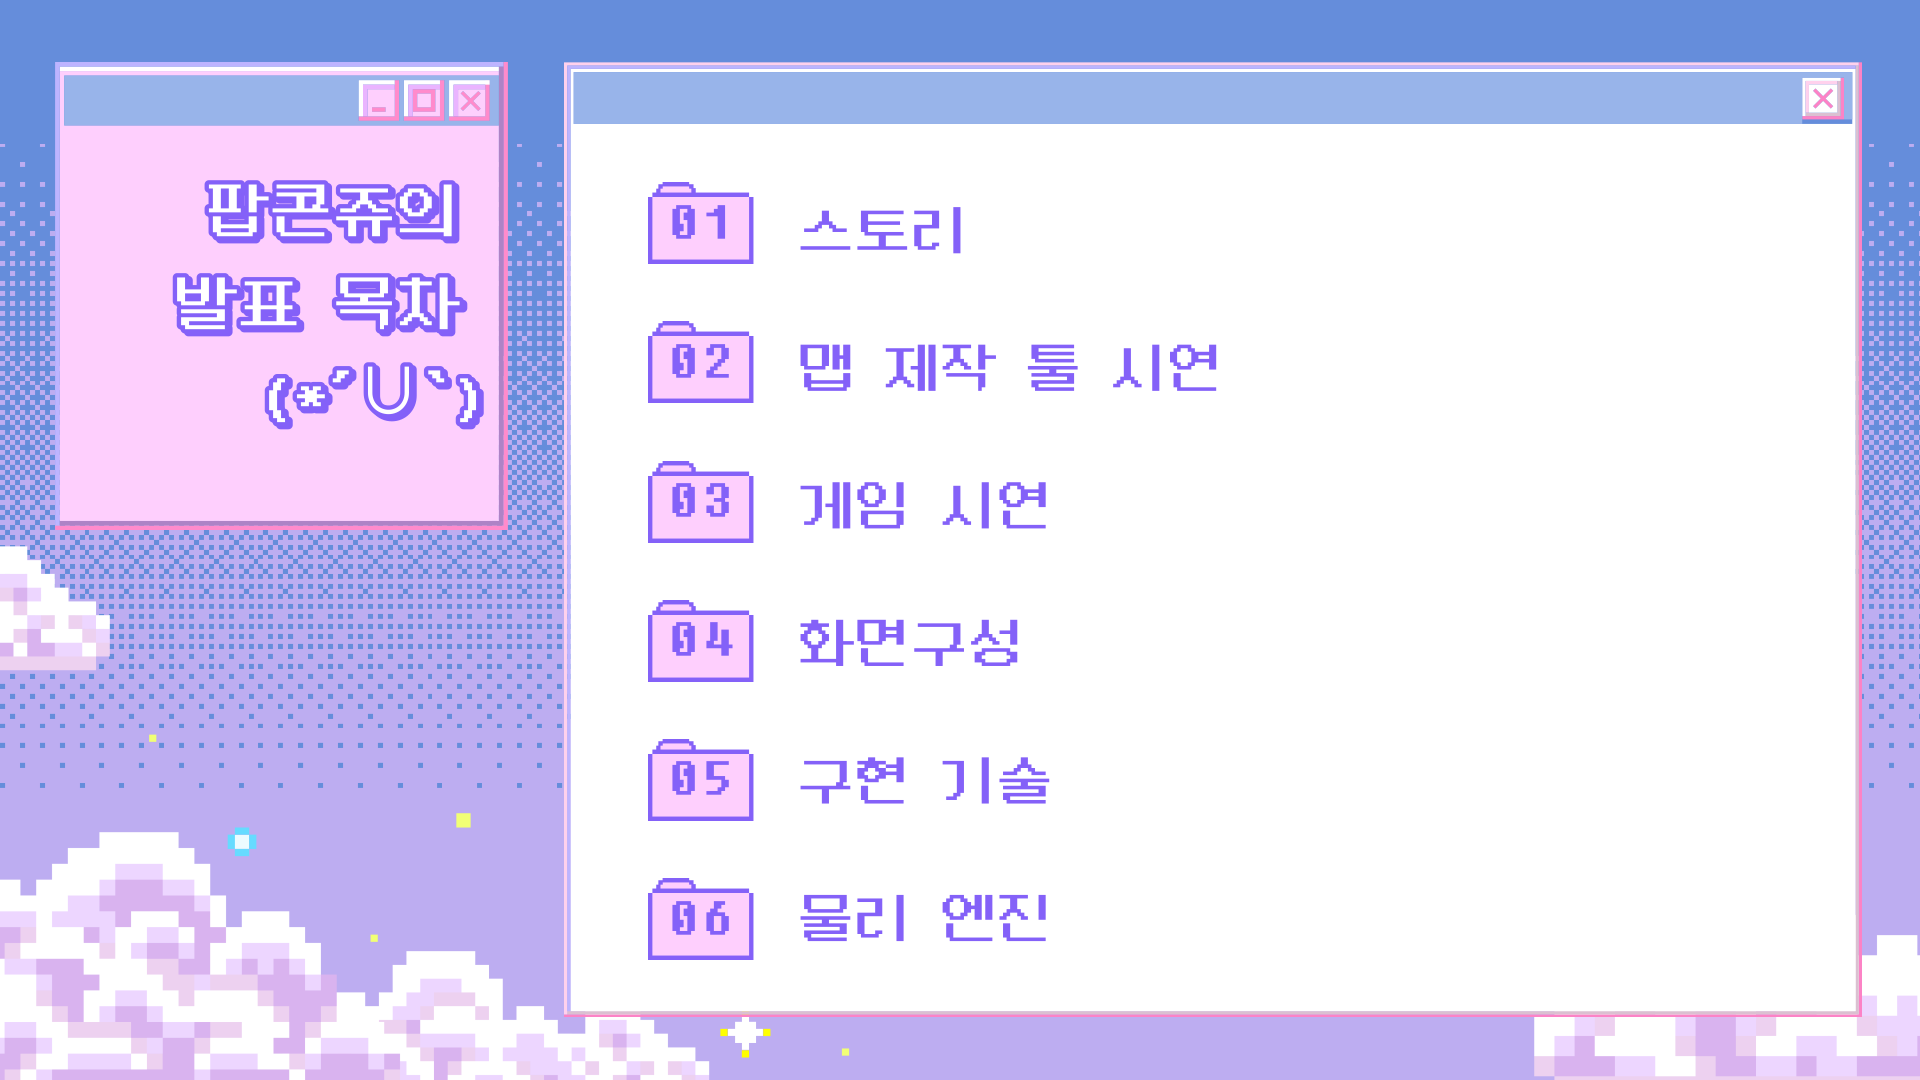 팝콘쥬의
발표 목차
(*´U`)
01 스토리
02 맵 제작 툴 시연
03 게임 시연
04 화면구성
05 구현 기술
06 물리 엔진